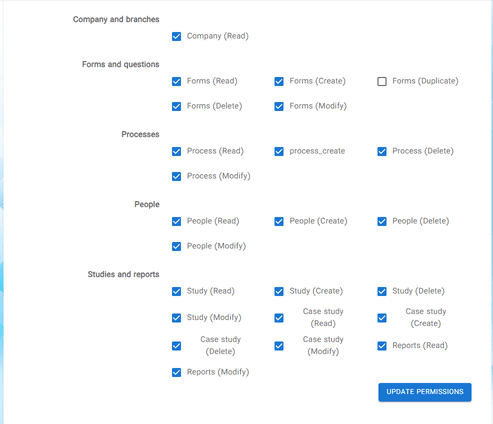 Company and branches
Company (Read)
Forms and questions
Forms (Read)
Forms (Create)
Forms (Duplicate)
Forms (Delete)
Forms (Modify)
Processes
Process (Read)
process_create
Process (Delete)
Process (Modify)
People
People (Read)
People (Create)
People (Delete)
People (Modify)
Studies and reports
Study (Read)
Study (Create)
Study (Delete)
Study (Modify)
Case study
(Read)
Case study
(Create)
Case study
(Delete)
Case study
(Modify)
Reports (Read)
Reports (Modify)
UPDATE PERMISSIONS